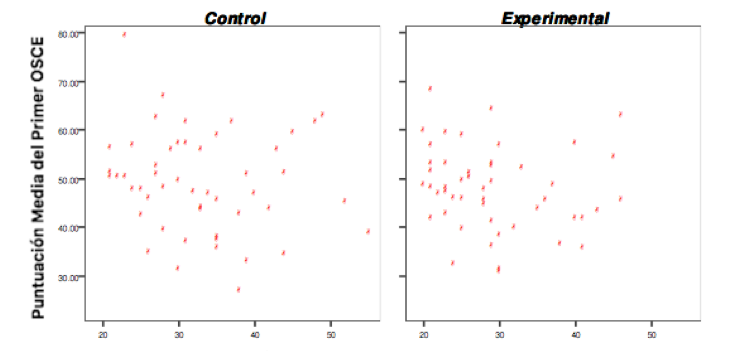 Control Experimental
Puntuación Media del Primer OSCE
80.00
70.00
60.00
50.00
40.00
30.00
20 30 40 50 20 30 40 50